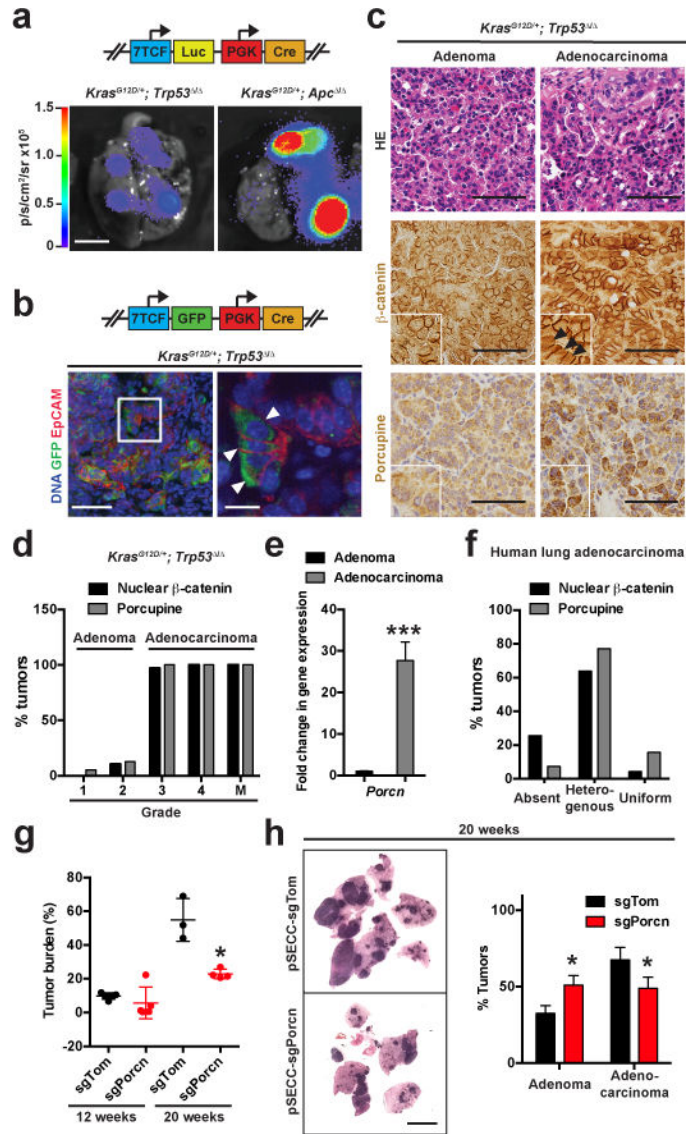 a
7TCF Luc PGK Cre
Kras^G12D/+; Trp53^Δ/Δ Kras^G12D/+; Apc^Δ/Δ
p/s/cm²/sr x10⁵
1.5
1.0
0.5
0
b
7TCF GFP PGK Cre
Kras^G12D/+; Trp53^Δ/Δ
DNA GFP EpCAM
c
Kras^G12D/+; Trp53^Δ/Δ
Adenoma Adenocarcinoma
HE
β-catenin
Porcupine
d
Kras^G12D/+; Trp53^Δ/Δ
Nuclear β-catenin
Porcupine
Adenoma Adenocarcinoma
% tumors
150
100
50
0
1 2 3 4 M
Grade
e
Adenoma
Adenocarcinoma
Fold change in gene expression
40
30
20
10
0
***
Porcn
f
Human lung adenocarcinoma
Nuclear β-catenin
Porcupine
% tumors
100
80
60
40
20
0
Absent Hetero-
genous Uniform
g
Tumor burden (%)
80
60
40
20
0
-20
*
sgTom sgPorcn sgTom sgPorcn
12 weeks 20 weeks
h
20 weeks
pSECC-sgTom
pSECC-sgPorcn
sgTom
sgPorcn
% Tumors
100
50
0
* *
Adenoma Adeno-
carcinoma